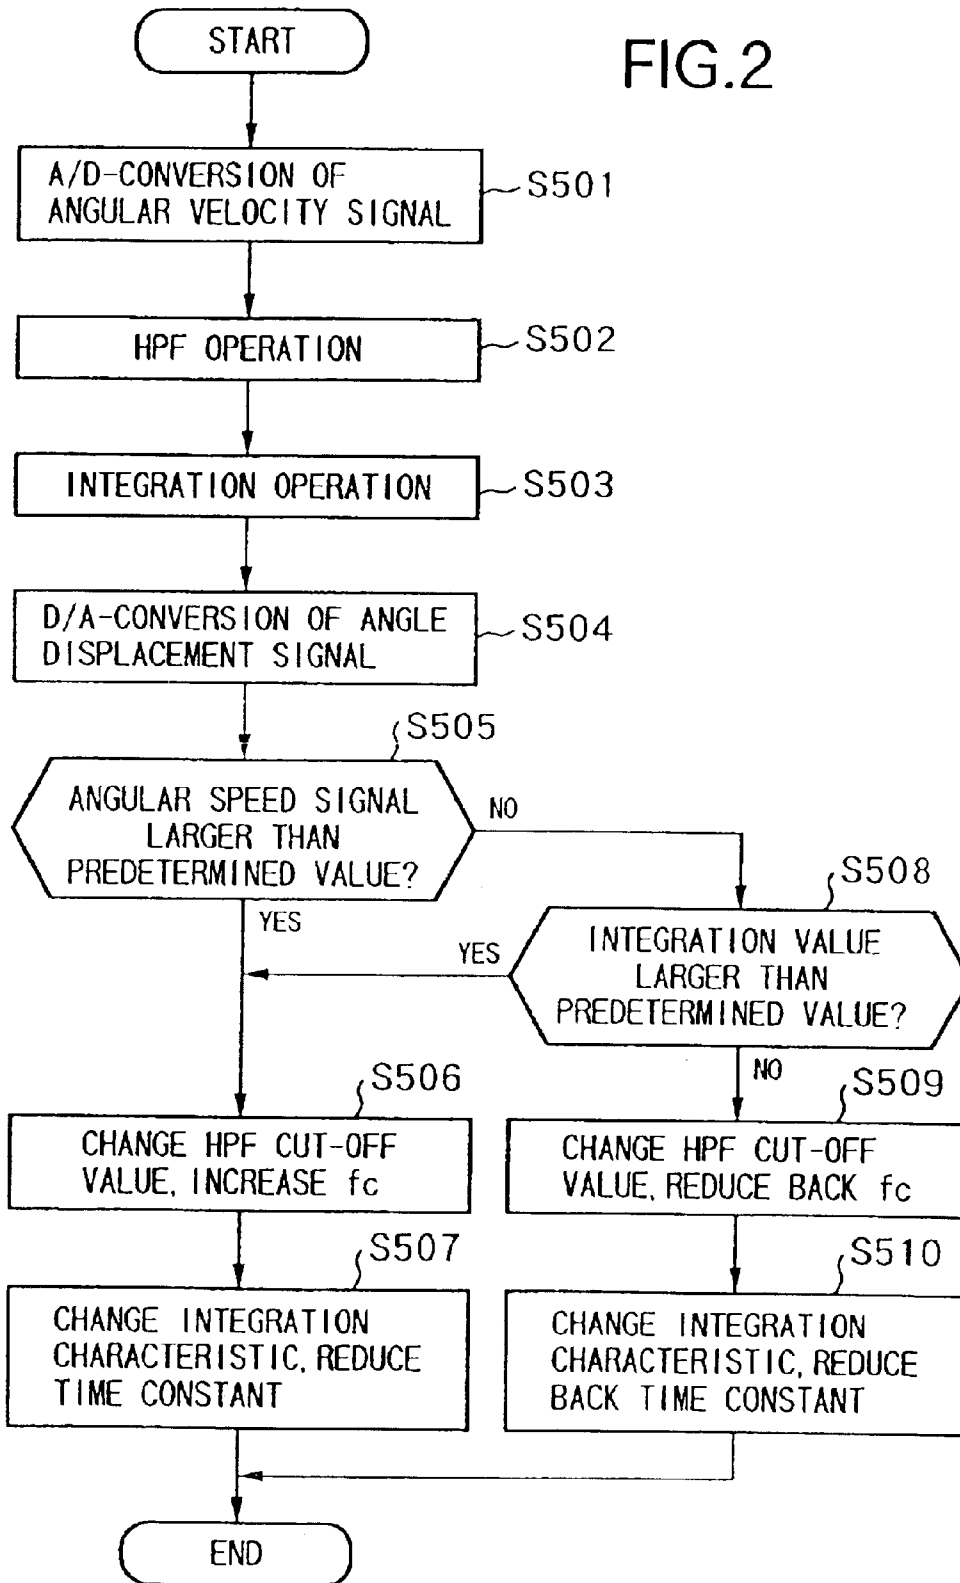 START
FIG.2
A/D-CONVERSION OF
ANGULAR VELOCITY SIGNAL
S501
HPF OPERATION
S502
INTEGRATION OPERATION
S503
D/A-CONVERSION OF ANGLE
DISPLACEMENT SIGNAL
S504
S505
ANGULAR SPEED SIGNAL
LARGER THAN
PREDETERMINED VALUE?
NO
YES
S508
INTEGRATION VALUE
LARGER THAN
PREDETERMINED VALUE?
YES
NO
S506
CHANGE HPF CUT-OFF
VALUE, INCREASE fc
S509
CHANGE HPF CUT-OFF
VALUE, REDUCE BACK fc
S507
CHANGE INTEGRATION
CHARACTERISTIC, REDUCE
TIME CONSTANT
S510
CHANGE INTEGRATION
CHARACTERISTIC, REDUCE
BACK TIME CONSTANT
END